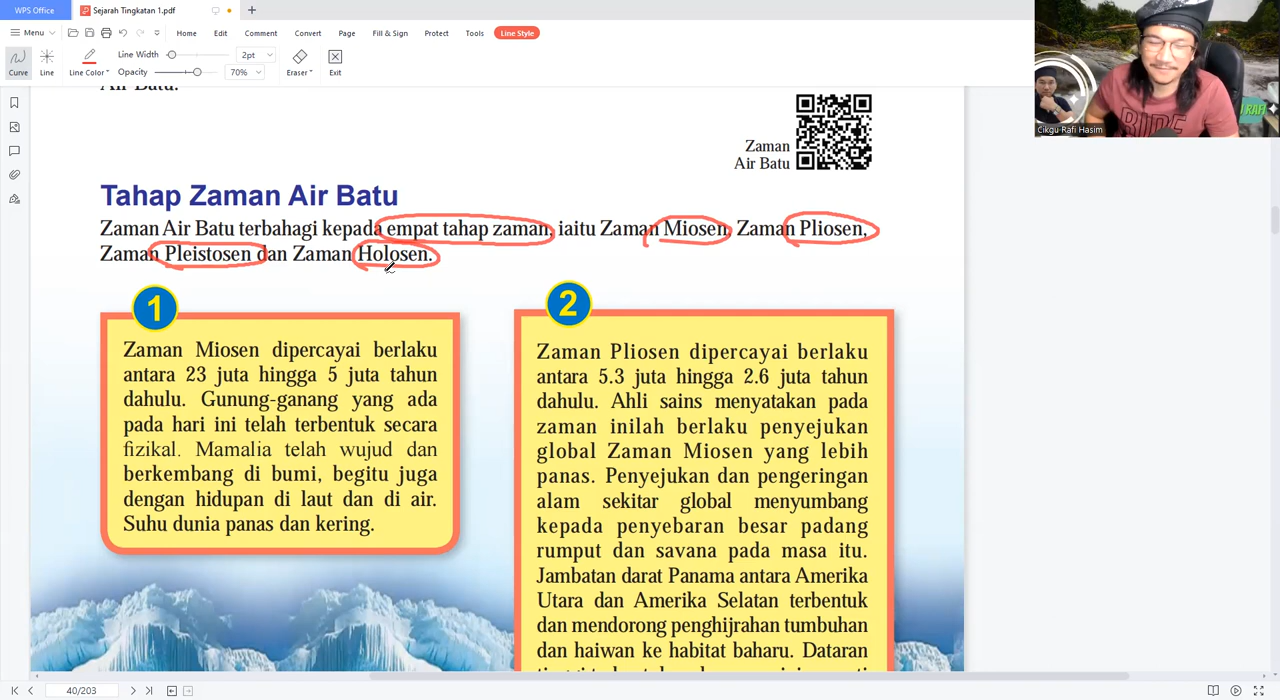 WPS Office
Sejarah Tingkatan 1.pdf
Menu
Home
Edit
Comment
Convert
Page
Fill & Sign
Protect
Tools
Line Style
Curve
Line
Line Color
Line Width
2pt
Opacity
70%
Eraser
Exit
Air Batu.
Zaman
Air Batu
Tahap Zaman Air Batu
Zaman Air Batu terbahagi kepada empat tahap zaman, iaitu Zaman Miosen, Zaman Pliosen,
Zaman Pleistosen dan Zaman Holosen.
1
Zaman Miosen dipercayai berlaku
antara 23 juta hingga 5 juta tahun
dahulu. Gunung-ganang yang ada
pada hari ini telah terbentuk secara
fizikal. Mamalia telah wujud dan
berkembang di bumi, begitu juga
dengan hidupan di laut dan di air.
Suhu dunia panas dan kering.
2
Zaman Pliosen dipercayai berlaku
antara 5.3 juta hingga 2.6 juta tahun
dahulu. Ahli sains menyatakan pada
zaman inilah berlaku penyejukan
global Zaman Miosen yang lebih
panas. Penyejukan dan pengeringan
alam sekitar global menyumbang
kepada penyebaran besar padang
rumput dan savana pada masa itu.
Jambatan darat Panama antara Amerika
Utara dan Amerika Selatan terbentuk
dan mendorong penghijrahan tumbuhan
dan haiwan ke habitat baharu. Dataran
Cikgu Rafi Hasim
RAFI
40/203